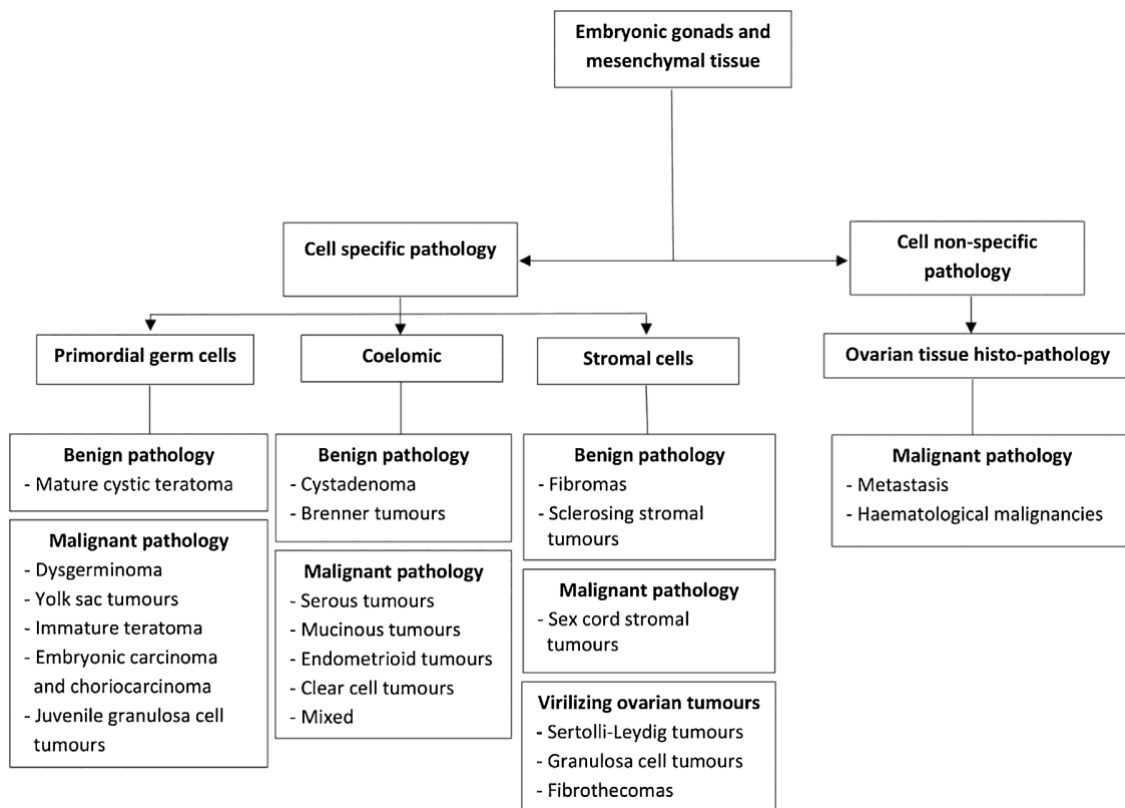 Embryonic gonads and
mesenchymal tissue
Cell specific pathology
Cell non-specific
pathology
Primordial germ cells
Coelomic
Stromal cells
Ovarian tissue histo-pathology
Benign pathology
- Mature cystic teratoma
Malignant pathology
- Dysgerminoma
- Yolk sac tumours
- Immature teratoma
- Embryonic carcinoma
and choriocarcinoma
- Juvenile granulosa cell
tumours
Benign pathology
- Cystadenoma
- Brenner tumours
Malignant pathology
- Serous tumours
- Mucinous tumours
- Endometrioid tumours
- Clear cell tumours
- Mixed
Benign pathology
- Fibromas
- Sclerosing stromal
tumours
Malignant pathology
- Sex cord stromal
tumours
Virilizing ovarian tumours
- Sertolli-Leydig tumours
- Granulosa cell tumours
- Fibrothecomas
Malignant pathology
- Metastasis
- Haematological malignancies